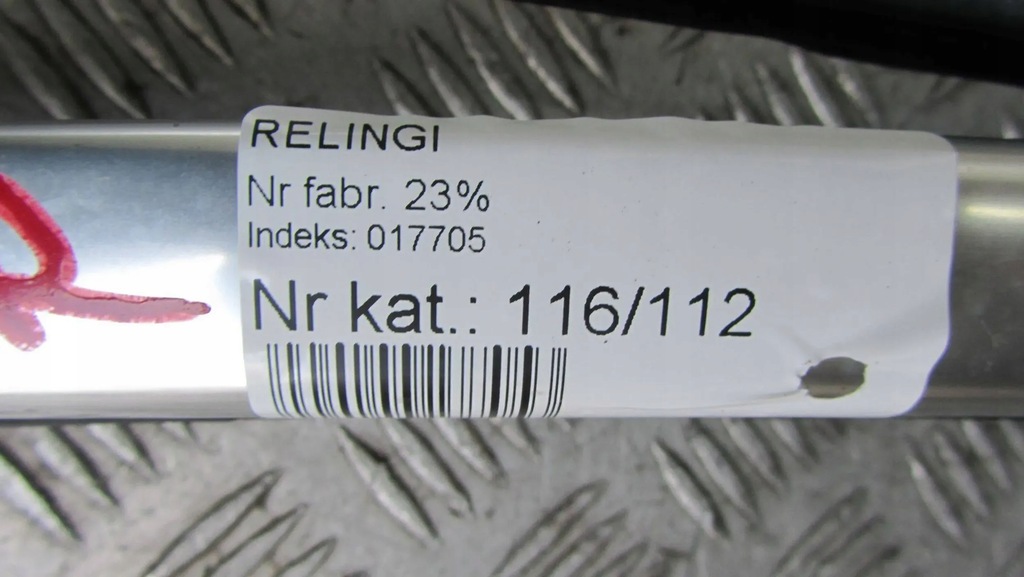 RELINGI
Nr fabr. 23%
Indeks: 017705
Nr kat.: 116/112